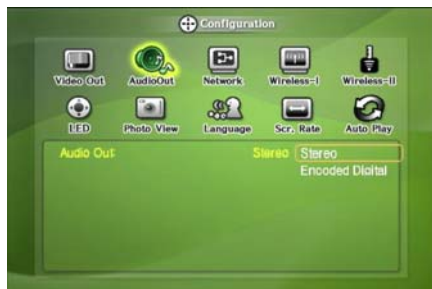 Configuration
Video Out AudioOut Network Wireless-I Wireless-II
LED Photo View Language Scr. Rate Auto Play
Audio Out: Stereo Stereo
Encoded Digital